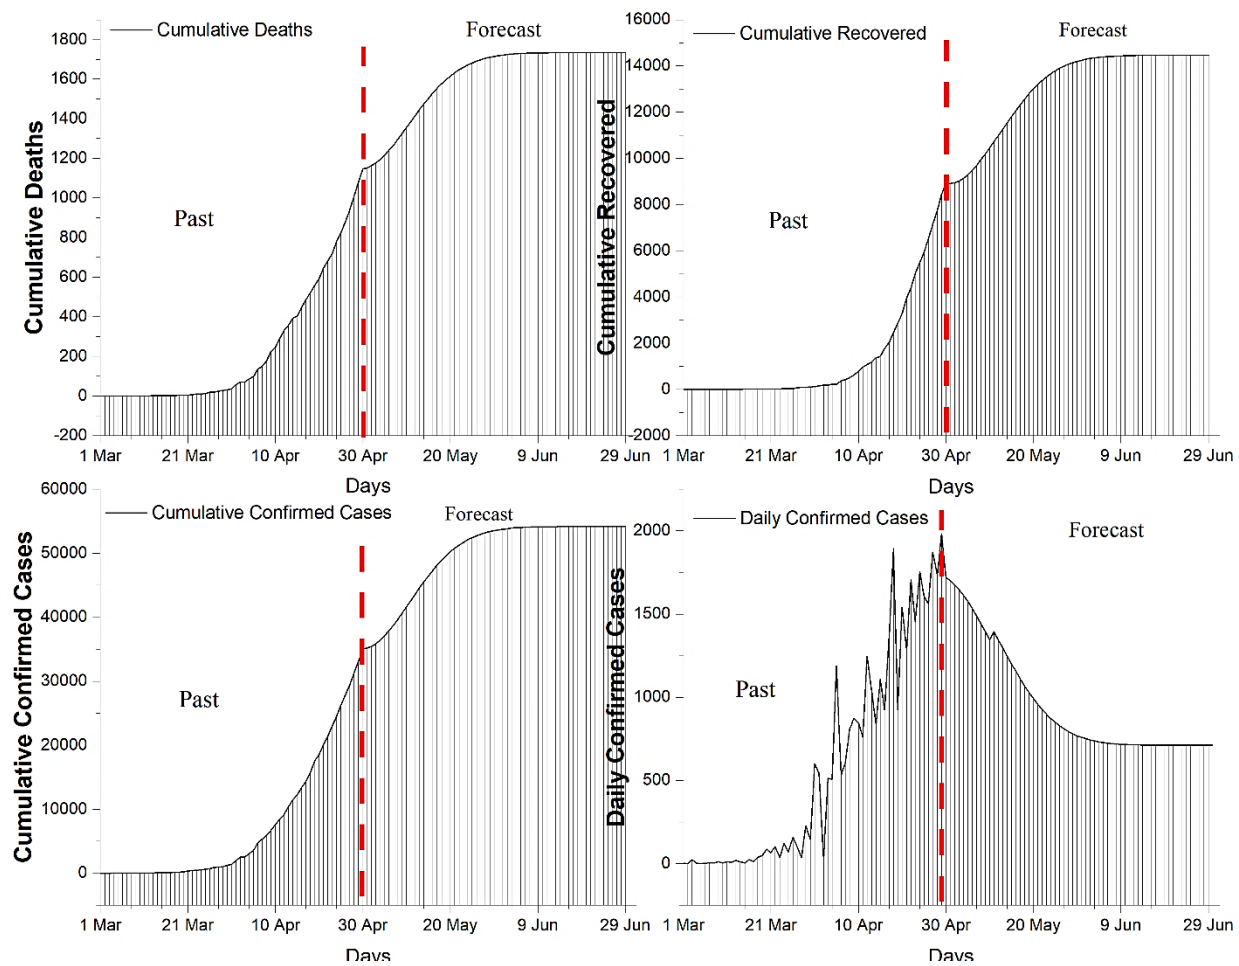 Cumulative Deaths
Forecast
Past
Cumulative Deaths
1800
1600
1400
1200
1000
800
600
400
200
0
-200
1 Mar 21 Mar 10 Apr 30 Apr 20 May 9 Jun 29 Jun
Days
Cumulative Recovered
Forecast
Past
Cumulative Recovered
16000
14000
12000
10000
8000
6000
4000
2000
0
-2000
1 Mar 21 Mar 10 Apr 30 Apr 20 May 9 Jun 29 Jun
Days
Cumulative Confirmed Cases
Forecast
Past
Cumulative Confirmed Cases
60000
50000
40000
30000
20000
10000
0
1 Mar 21 Mar 10 Apr 30 Apr 20 May 9 Jun 29 Jun
Days
Daily Confirmed Cases
Forecast
Past
Daily Confirmed Cases
2000
1500
1000
500
0
1 Mar 21 Mar 10 Apr 30 Apr 20 May 9 Jun 29 Jun
Days